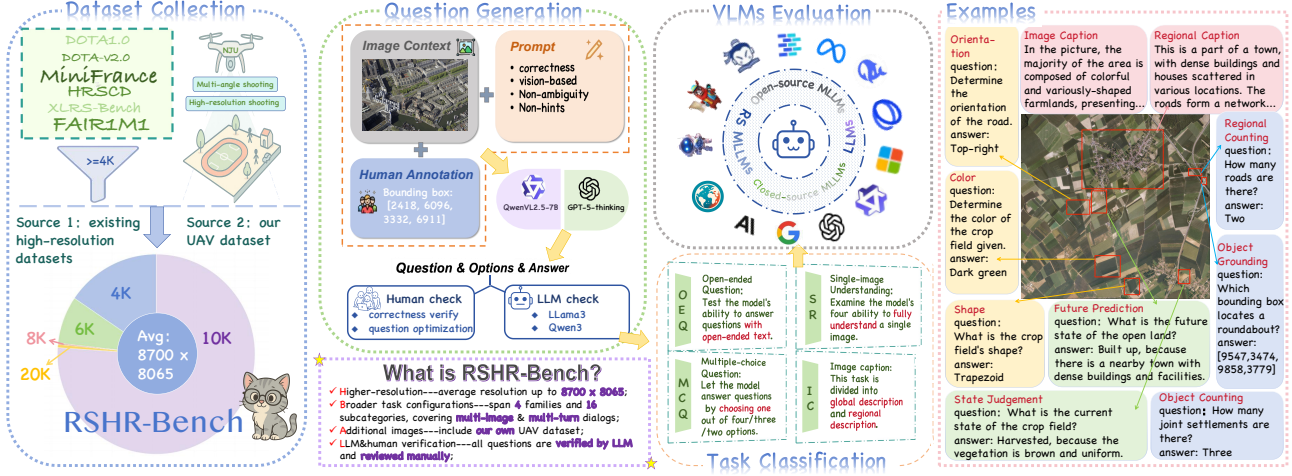 Dataset Collection
DOTA1.0
DOTA-v2.0
MiniFrance
HRSCD
XLRS-Bench
FAIR1M1
>=4K
NJU
Multi-angle shooting
High-resolution shooting
Source 1: existing
high-resolution
datasets
Source 2: our
UAV dataset
4K
6K
8K
20K
10K
Avg:
8700 x
8065
RSHR-Bench
Question Generation
Image Context
Prompt
• correctness
• vision-based
• Non-ambiguity
• Non-hints
Human Annotation
Bounding box:
[2418, 6096,
3332, 6911]
QwenVL2.5-7B
GPT-5-thinking
Question & Options & Answer
Human check
correctness verify
question optimization
LLM check
LLama3
Qwen3
What is RSHR-Bench?
Higher-resolution---average resolution up to 8700 x 8065;
Broader task configurations---span 4 families and 16
subcategories, covering multi-image & multi-turn dialogs;
Additional images---include our own UAV dataset;
LLM&human verification---all questions are verified by LLM
and reviewed manually;
VLMs Evaluation
Open-source MLLMs
RS MLLMs
LLMs
Closed-source MLLMs
AI
OEQ
Open-ended
Question:
Test the model's
ability to answer
questions with
open-ended text.
SR
Single-image
Understanding:
Examine the model's
four ability to fully
understand a single
image.
MCQ
Multiple-choice
Question:
Let the model
answer questions
by choosing one
out of four/three
/two options.
IC
Image caption:
This task is
divided into
global description
and regional
description.
Task Classification
Examples
Orienta-
tion
question:
Determine
the
orientation
of the road.
answer:
Top-right
Image Caption
In the picture, the
majority of the area is
composed of colorful
and variously-shaped
farmlands, presenting...
Regional Caption
This is a part of a town,
with dense buildings and
houses scattered in
various locations. The
roads form a network...
Color
question:
Determine
the color of
the crop
field given.
answer:
Dark green
Regional
Counting
question:
How many
roads are
there?
answer:
Two
Object
Grounding
question:
Which
bounding box
locates a
roundabout?
answer:
[9547,3474,
9858,3779]
Shape
question:
What is the crop
field's shape?
answer:
Trapezoid
Future Prediction
question: What is the future
state of the open land?
answer: Built up, because
there is a nearby town with
dense buildings and facilities.
State Judgement
question: What is the current
state of the crop field?
answer: Harvested, because the
vegetation is brown and uniform.
Object Counting
question: How many
joint settlements are
there?
answer: Three